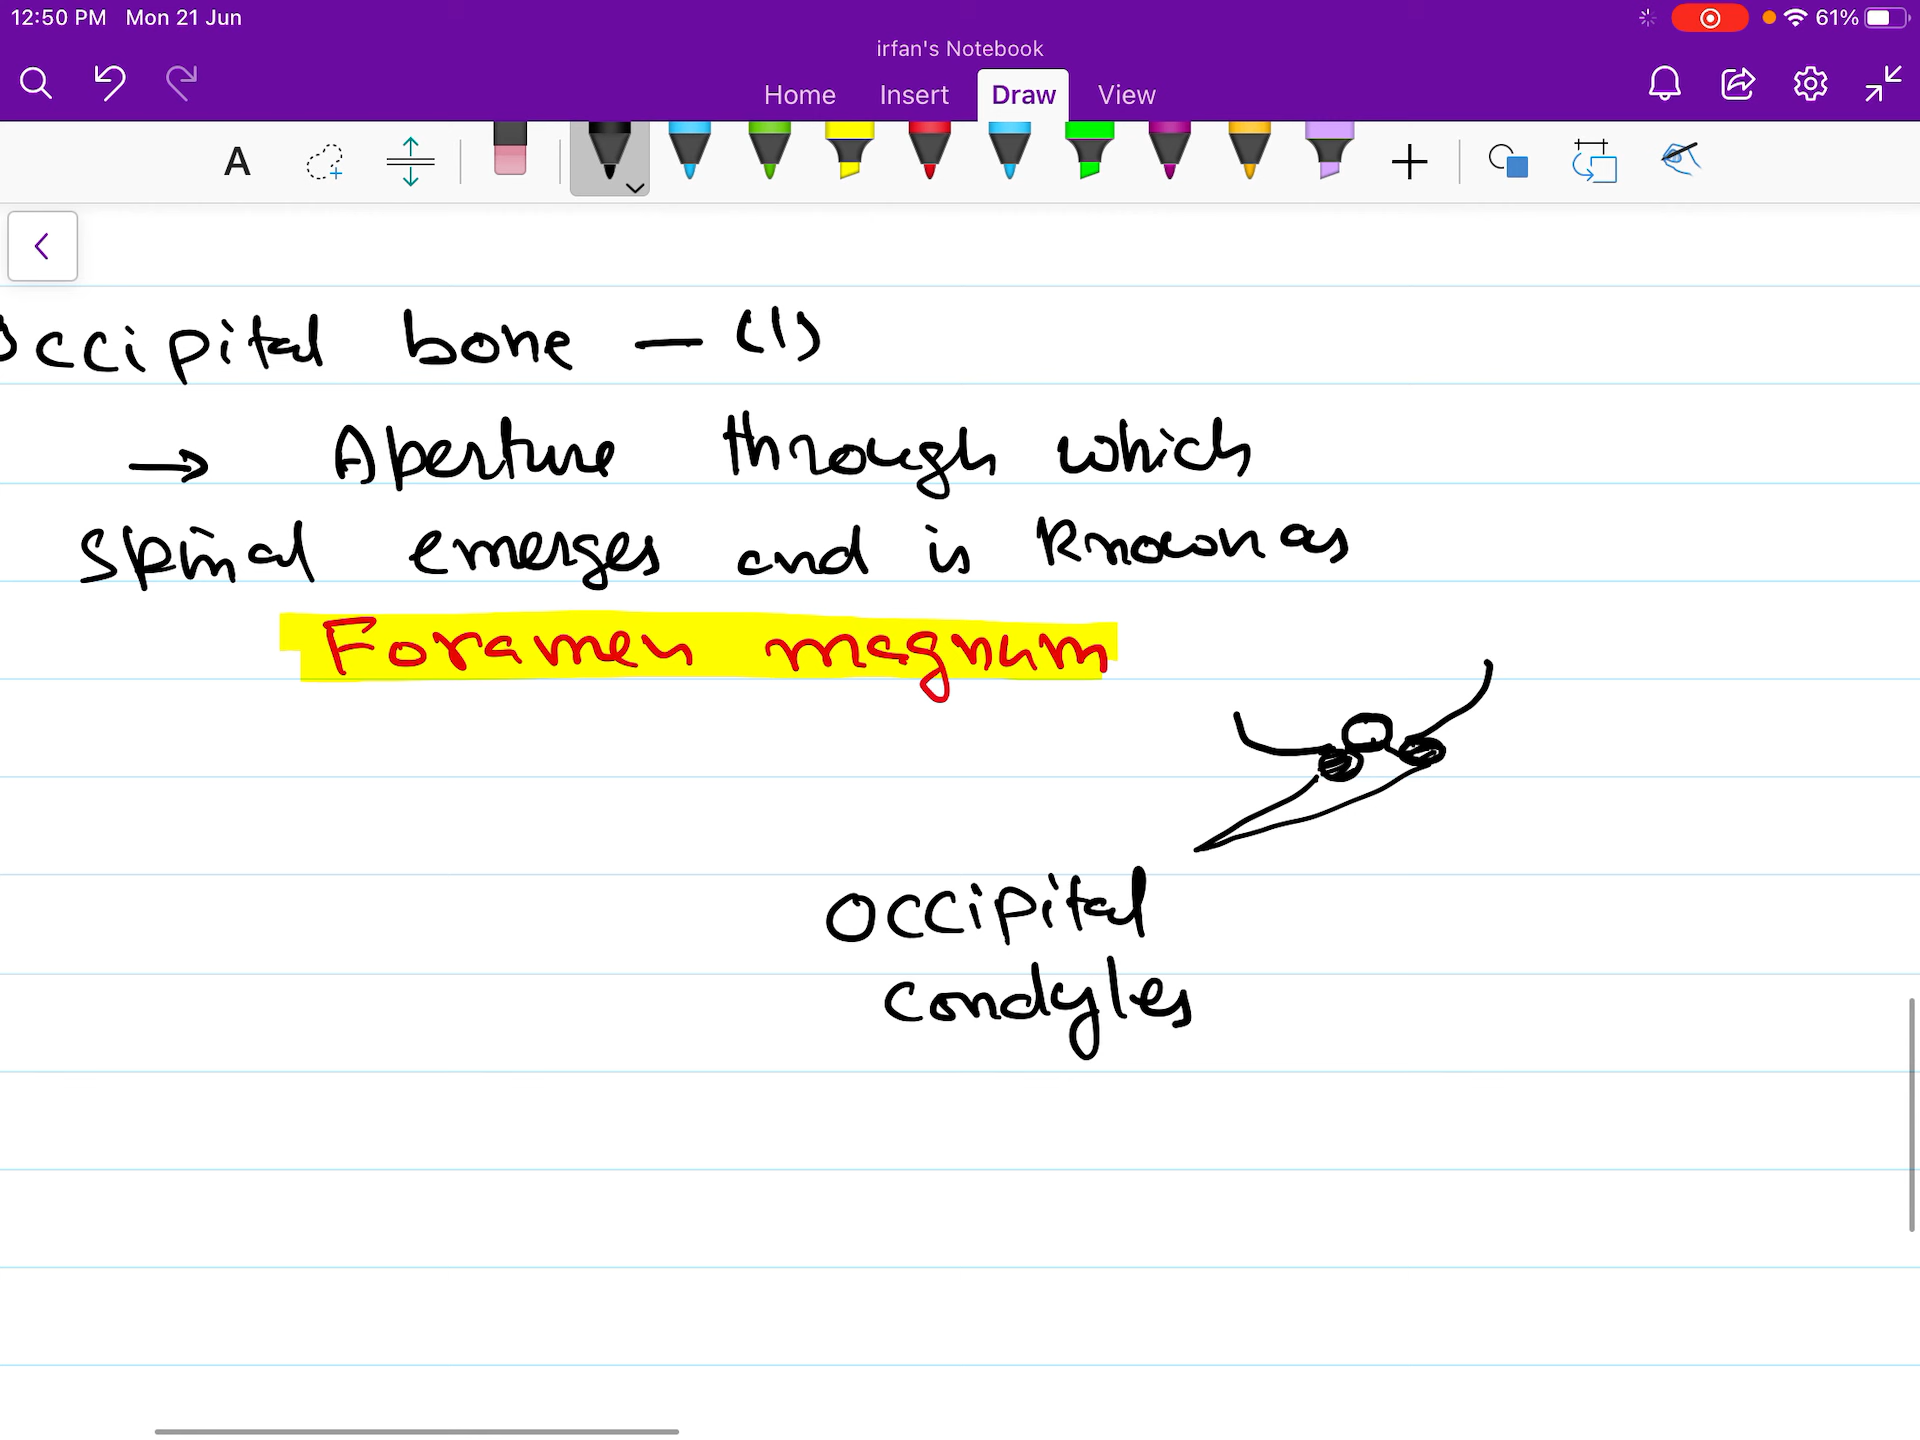 12:50 PM Mon 21 Jun
61%
irfan's Notebook
Home Insert Draw View
A
Occipital bone — (1)
→ Aperture through which
spinal emerges and is known as
Foramen magnum
occipital
condyles